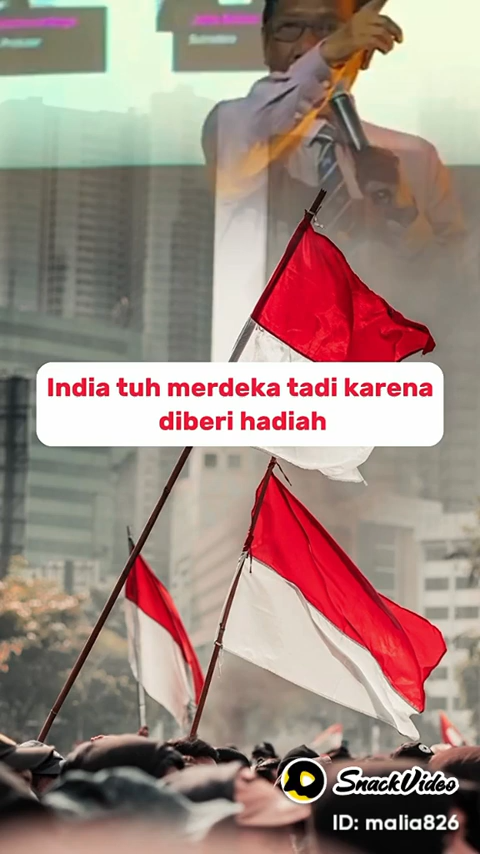 India tuh merdeka tadi karena
diberi hadiah
SnackVideo
ID: malia826